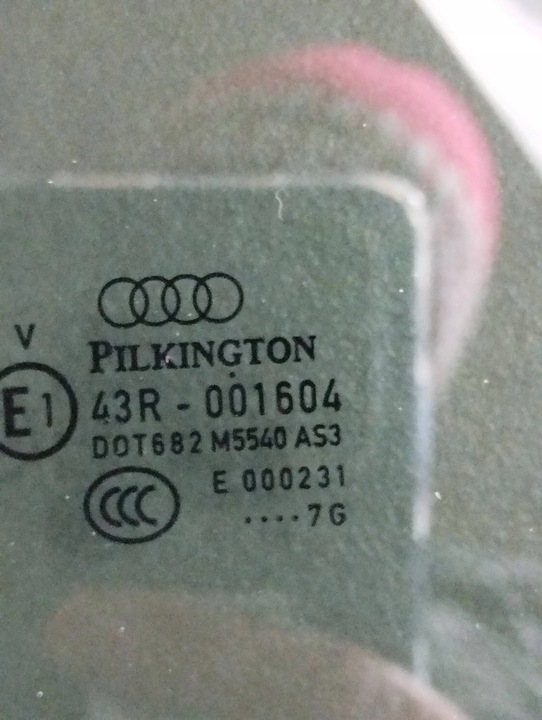 V
PILKINGTON
E1
43R - 001604
DOT682 M5540 AS3
CCC
E 000231
....7G